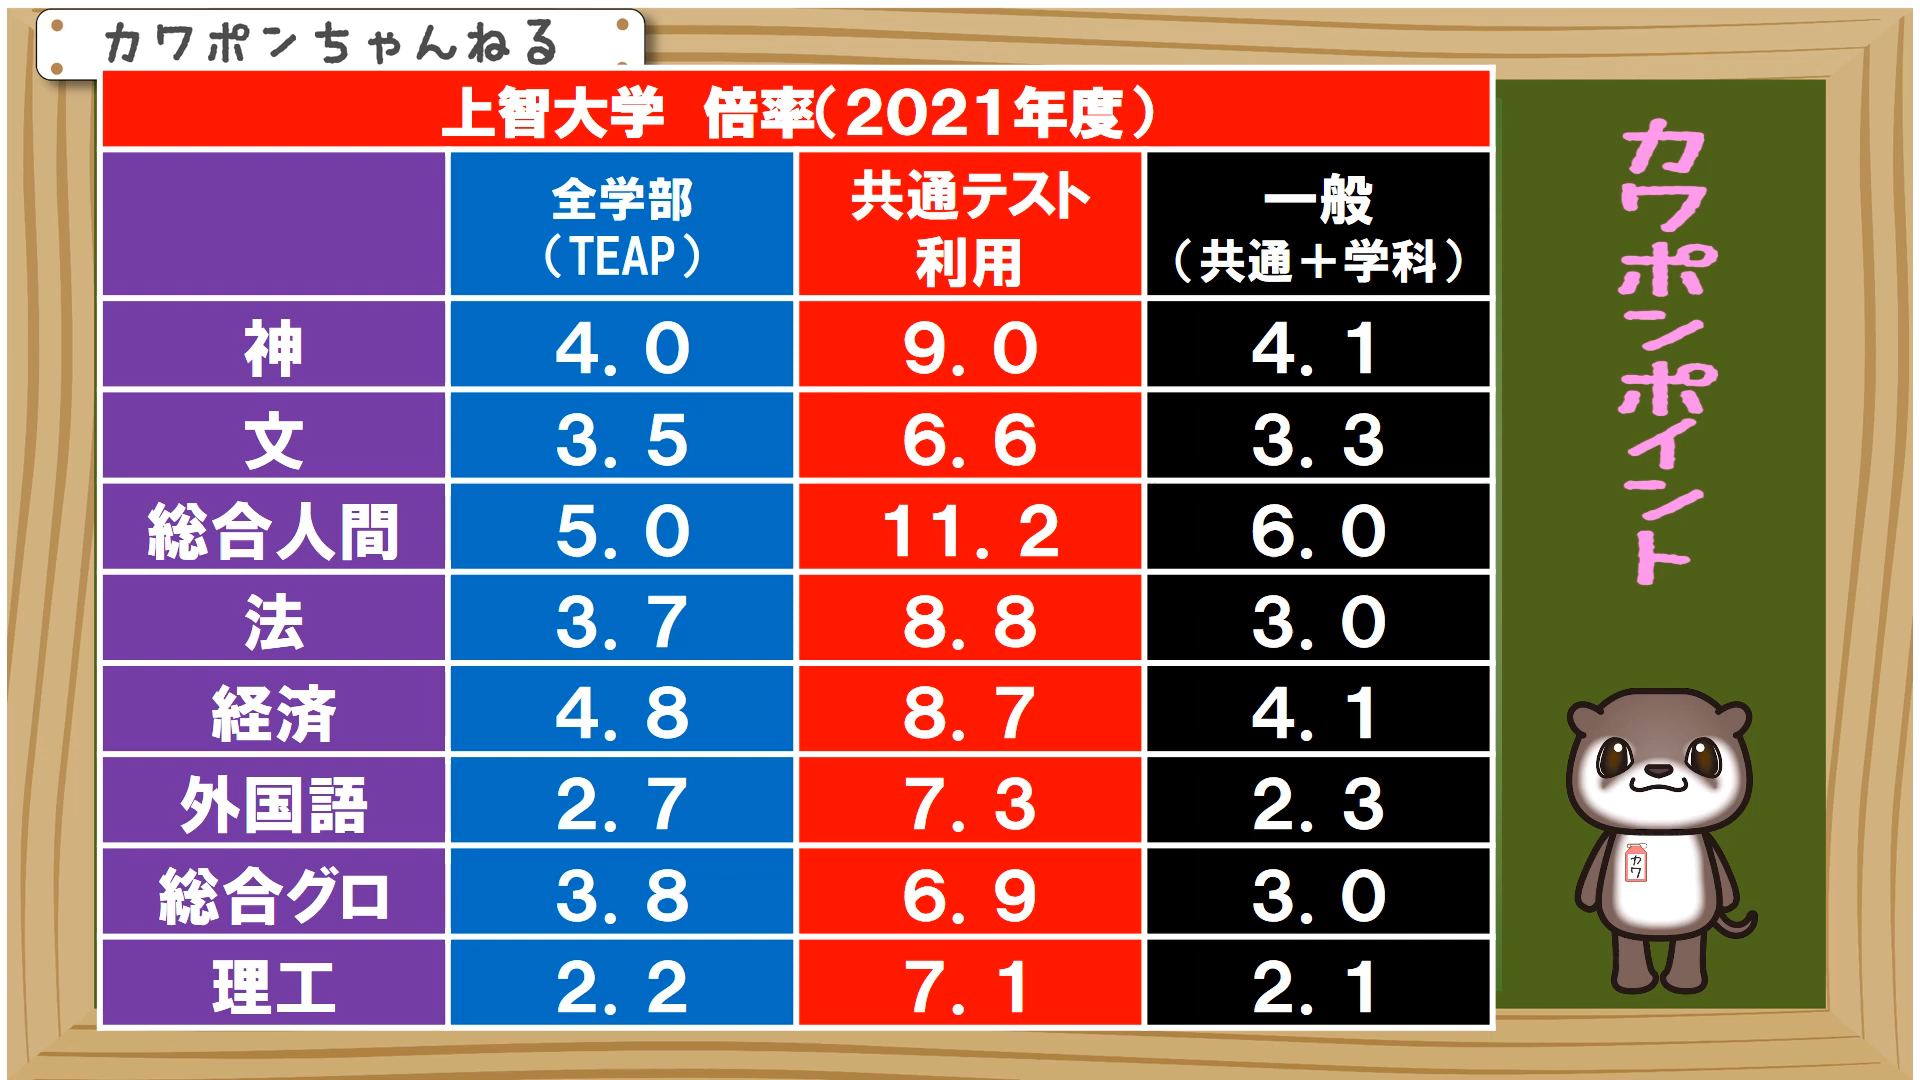 カワポンちゃんねる
上智大学 倍率(2021年度)
全学部
(TEAP)
共通テスト
利用
一般
(共通+学科)
神 4.0 9.0 4.1
文 3.5 6.6 3.3
総合人間 5.0 11.2 6.0
法 3.7 8.8 3.0
経済 4.8 8.7 4.1
外国語 2.7 7.3 2.3
総合グロ 3.8 6.9 3.0
理工 2.2 7.1 2.1
カワポンポイント
カワ